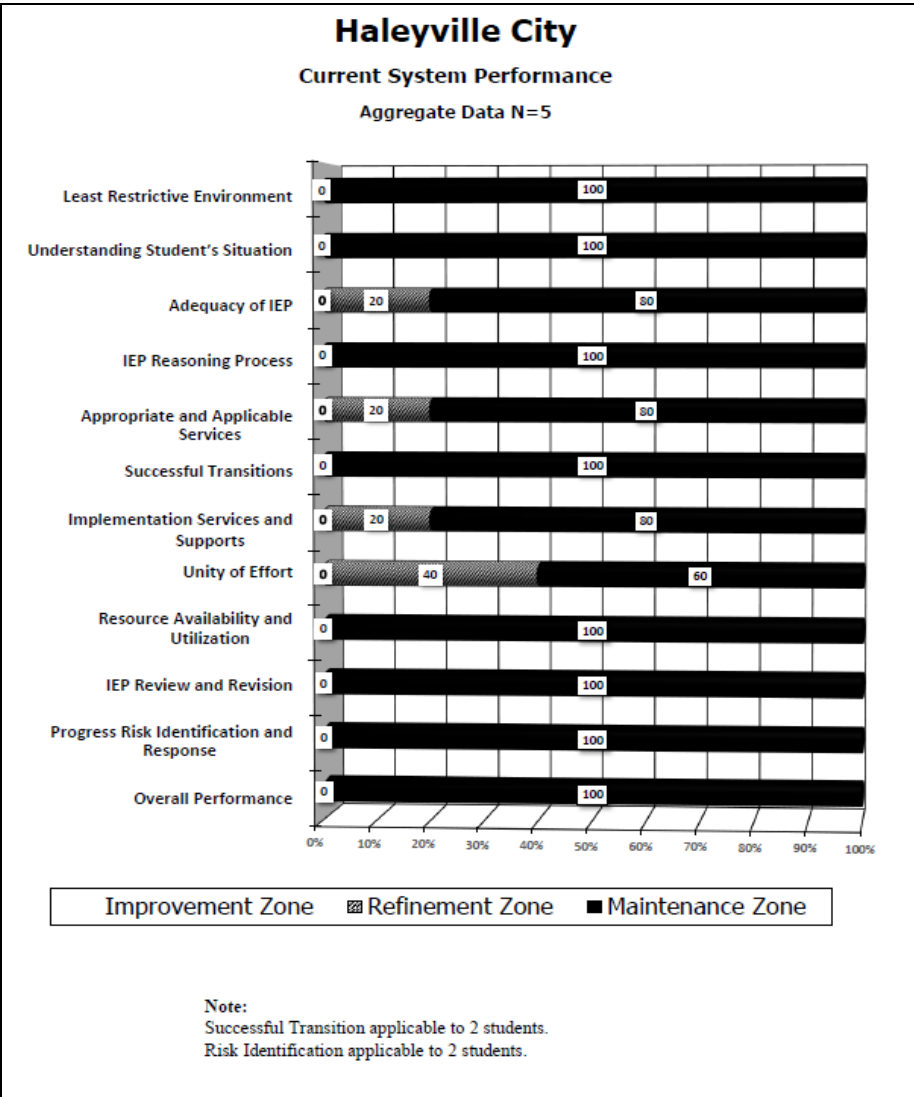 Haleyville City
Current System Performance
Aggregate Data N=5
Least Restrictive Environment
0
100
Understanding Student's Situation
0
100
Adequacy of IEP
0
20
80
IEP Reasoning Process
0
100
Appropriate and Applicable
Services
0
20
80
Successful Transitions
0
100
Implementation Services and
Supports
0
20
80
Unity of Effort
0
40
60
Resource Availability and
Utilization
0
100
IEP Review and Revision
0
100
Progress Risk Identification and
Response
0
100
Overall Performance
0
100
0% 10% 20% 30% 40% 50% 60% 70% 80% 90% 100%
Improvement Zone Refinement Zone Maintenance Zone
Note:
Successful Transition applicable to 2 students.
Risk Identification applicable to 2 students.